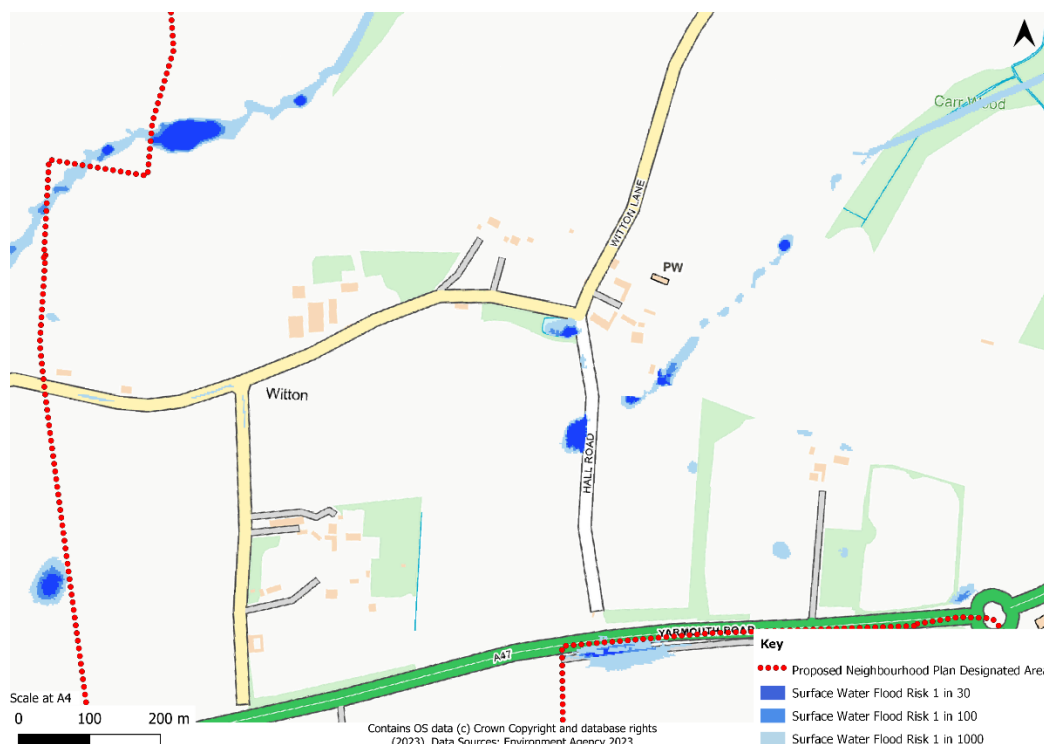 Carr Wood
WITTON LANE
PW
Witton
HALL ROAD
YARMOUTH ROAD
A47
Key
Proposed Neighbourhood Plan Designated Area
Surface Water Flood Risk 1 in 30
Surface Water Flood Risk 1 in 100
Surface Water Flood Risk 1 in 1000
Scale at A4
0 100 200 m
Contains OS data (c) Crown Copyright and database rights
(2023). Data Sources: Environment Agency 2023